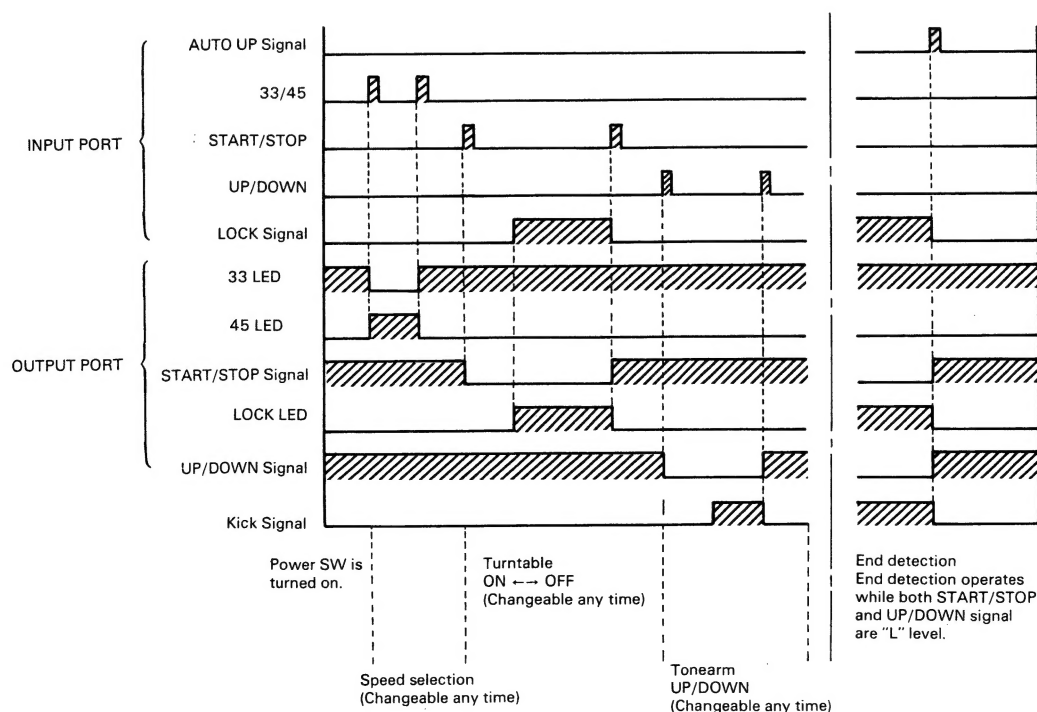 AUTO UP Signal
33/45
START/STOP
INPUT PORT
UP/DOWN
LOCK Signal
33 LED
45 LED
OUTPUT PORT
START/STOP Signal
LOCK LED
UP/DOWN Signal
Kick Signal
Power SW is
turned on.
Turntable
ON ←→ OFF
(Changeable any time)
End detection
End detection operates
while both START/STOP
and UP/DOWN signal
are "L" level.
Speed selection
(Changeable any time)
Tonearm
UP/DOWN
(Changeable any time)